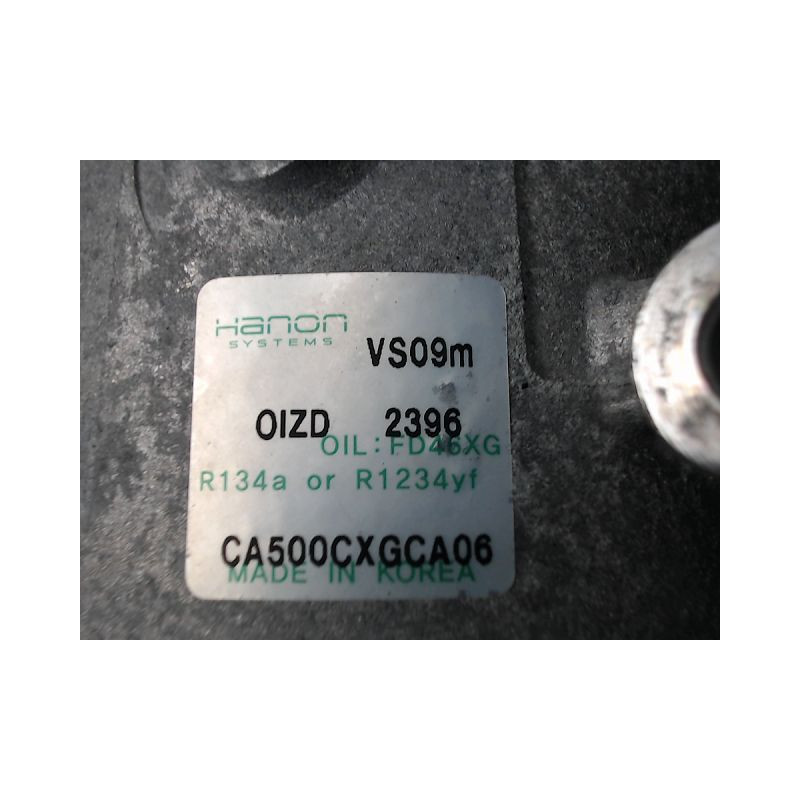 Hanon
SYSTEMS
VS09m
OIZD 2396
OIL: FD46XG
R134a or R1234yf
CA500CXGCA06
MADE IN KOREA